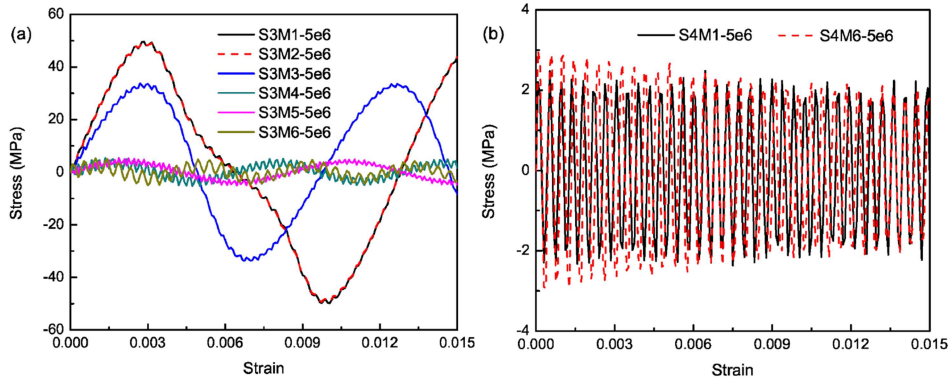 (a)
60
40
20
0
-20
-40
-60
Stress (MPa)
S3M1-5e6
S3M2-5e6
S3M3-5e6
S3M4-5e6
S3M5-5e6
S3M6-5e6
0.000 0.003 0.006 0.009 0.012 0.015
Strain
(b)
4
2
0
-2
-4
Stress (MPa)
S4M1-5e6 S4M6-5e6
0.000 0.003 0.006 0.009 0.012 0.015
Strain